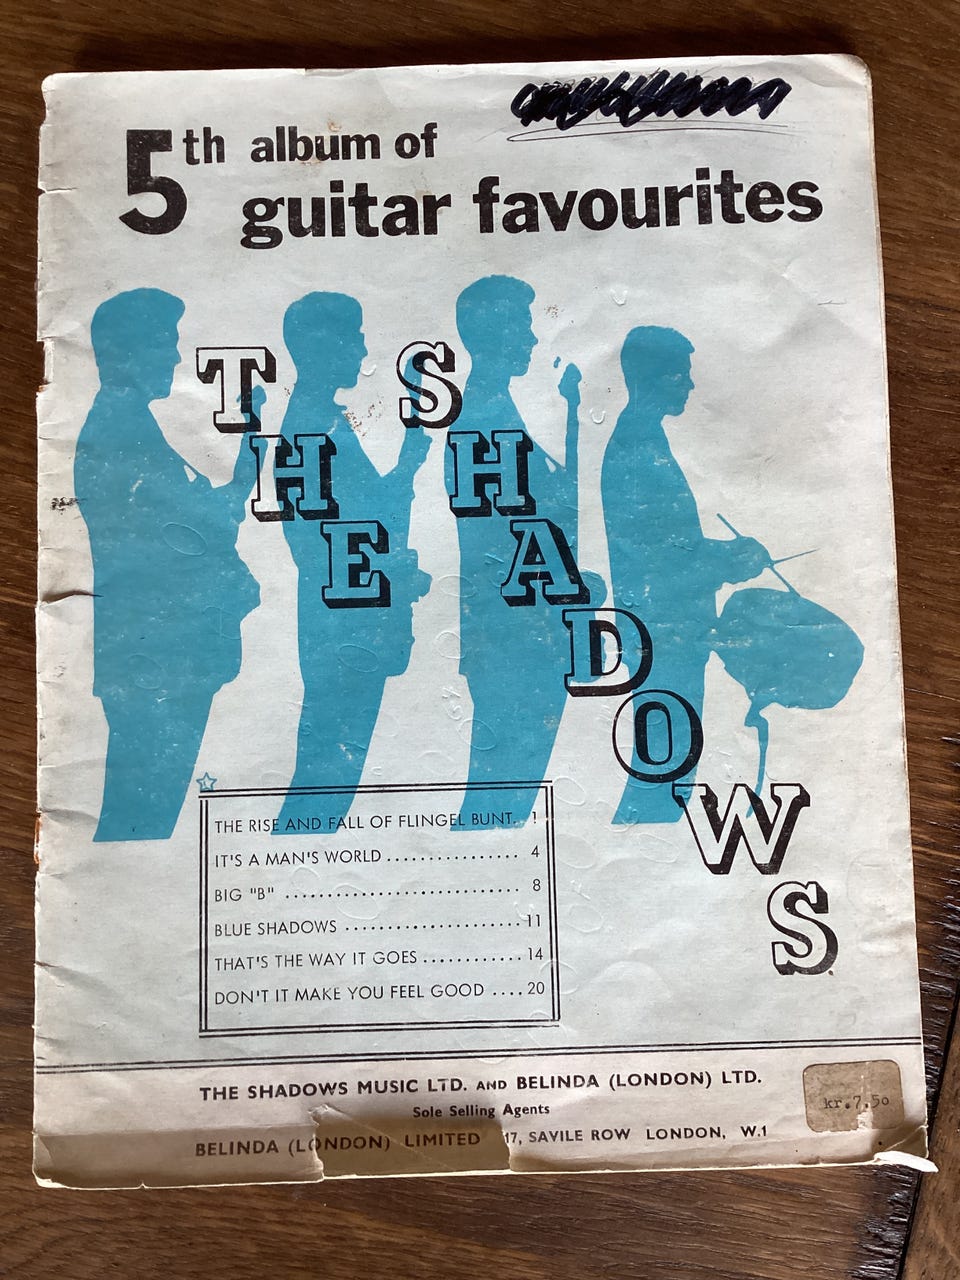 5th album of
guitar favourites
THE SHADOWS
THE RISE AND FALL OF FLINGEL BUNT. 1
IT'S A MAN'S WORLD ................ 4
BIG "B" ............................ 8
BLUE SHADOWS ..................... 11
THAT'S THE WAY IT GOES ............ 14
DON'T IT MAKE YOU FEEL GOOD .... 20
THE SHADOWS MUSIC LTD. AND BELINDA (LONDON) LTD.
Sole Selling Agents
BELINDA (LONDON) LIMITED 17, SAVILE ROW LONDON, W.1
kr.7.50